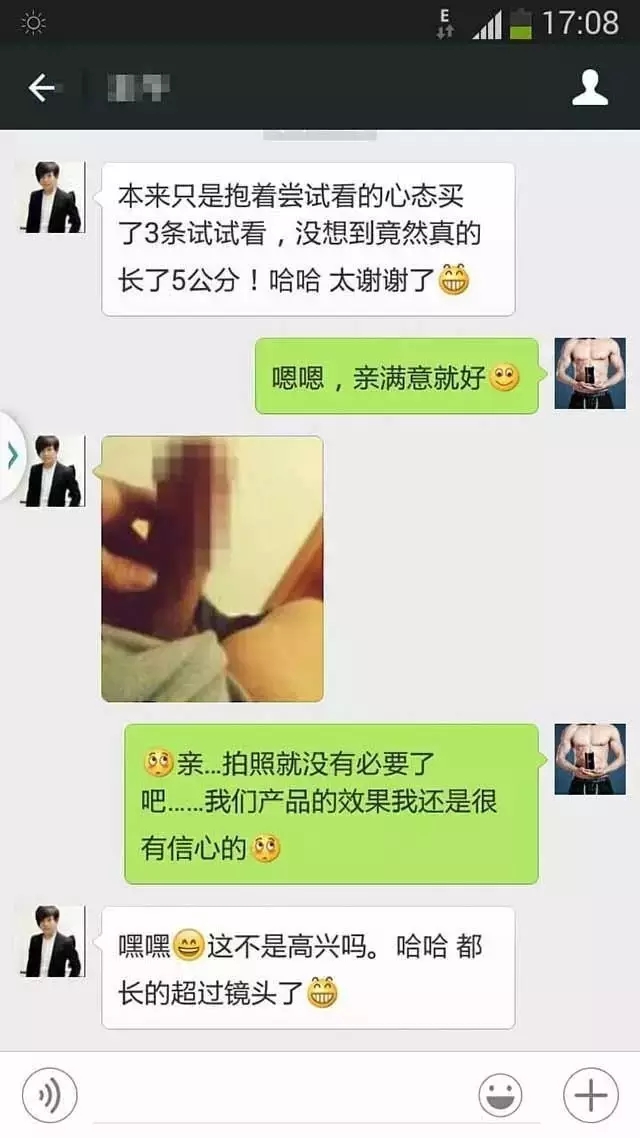 E
17:08
本来只是抱着尝试看的心态买
了3条试试看，没想到竟然真的
长了5公分！哈哈 太谢谢了
嗯嗯，亲满意就好
亲...拍照就没有必要了
吧......我们产品的效果我还是很
有信心的
嘿嘿 这不是高兴吗。哈哈 都
长的超过镜头了